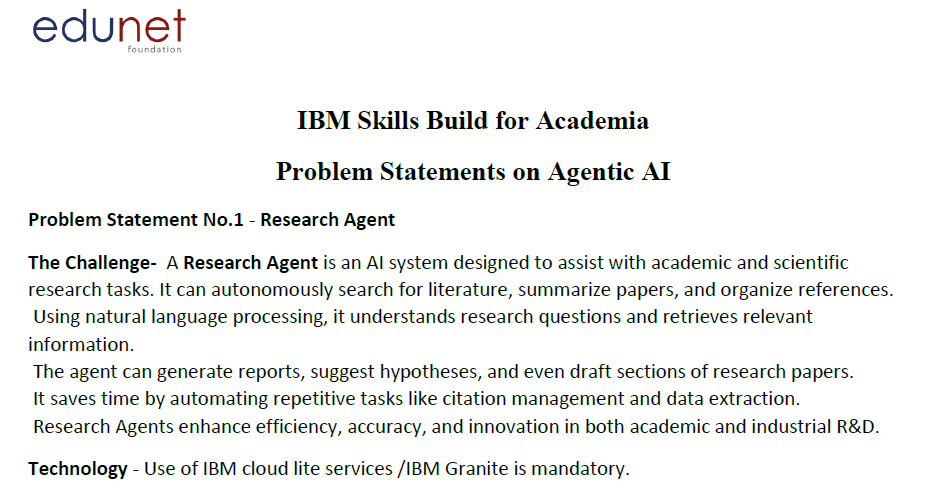 edunet
foundation
IBM Skills Build for Academia
Problem Statements on Agentic AI
Problem Statement No.1 - Research Agent
The Challenge-  A Research Agent is an AI system designed to assist with academic and scientific
research tasks. It can autonomously search for literature, summarize papers, and organize references.
Using natural language processing, it understands research questions and retrieves relevant
information.
The agent can generate reports, suggest hypotheses, and even draft sections of research papers.
It saves time by automating repetitive tasks like citation management and data extraction.
Research Agents enhance efficiency, accuracy, and innovation in both academic and industrial R&D.
Technology - Use of IBM cloud lite services /IBM Granite is mandatory.